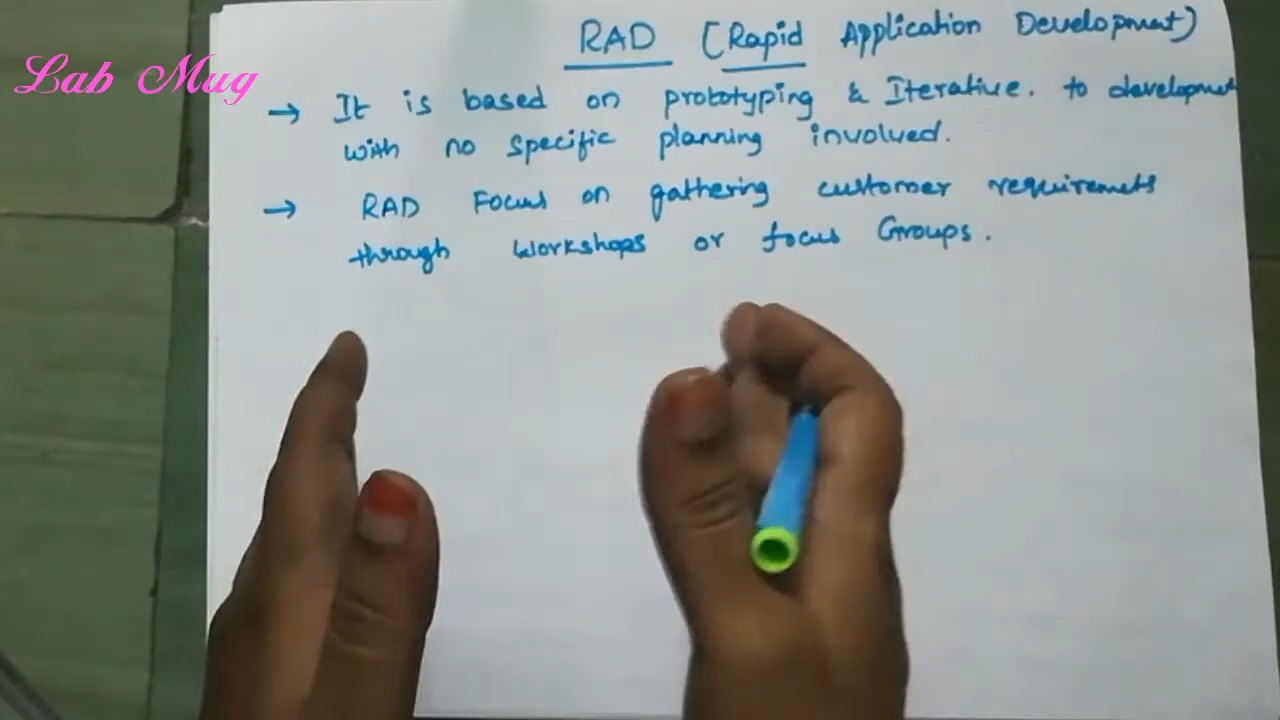 Lab Mug
RAD (Rapid Application Development)
→ It is based on prototyping & Iterative. to development
with no specific planning involved.
→ RAD Focus on gathering customer requiremets
through workshops or focus Groups.